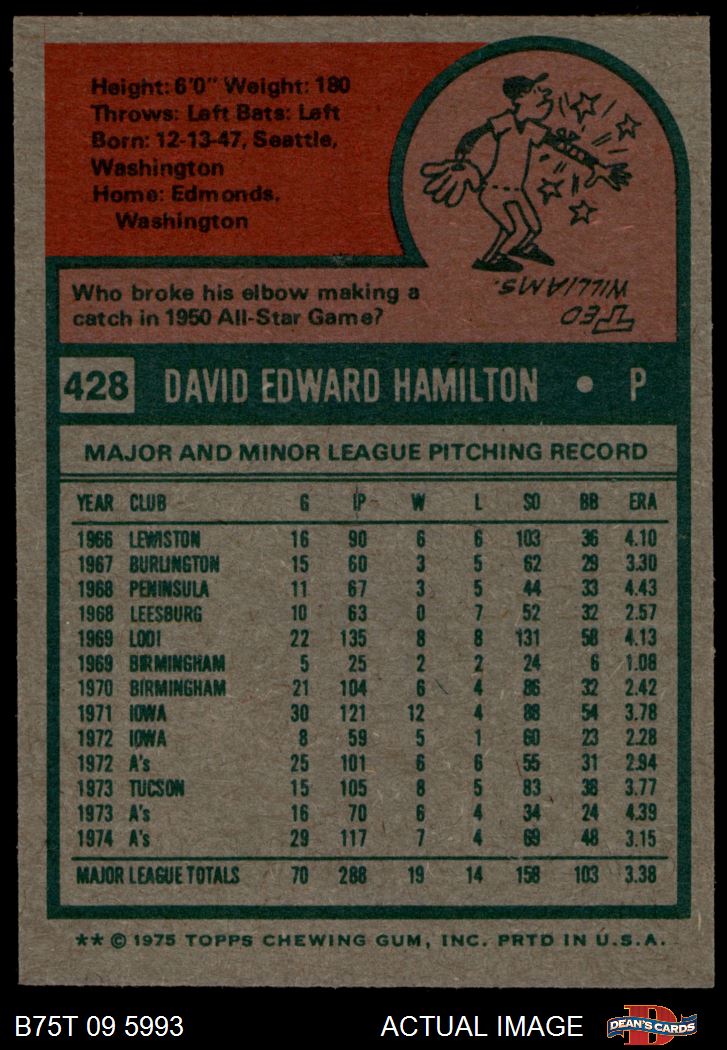 Height: 6'0" Weight: 180
Throws: Left Bats: Left
Born: 12-13-47, Seattle,
Washington
Home: Edmonds,
Washington
Who broke his elbow making a
catch in 1950 All-Star Game?
TED
WILLIAMS.
428 DAVID EDWARD HAMILTON • P
MAJOR AND MINOR LEAGUE PITCHING RECORD
YEAR CLUB G IP W L SO BB ERA
1966 LEWISTON 16 90 6 6 103 36 4.10
1967 BURLINGTON 15 60 3 5 62 29 3.30
1968 PENINSULA 11 67 3 5 44 33 4.43
1968 LEESBURG 10 63 0 7 52 32 2.57
1969 LODI 22 135 8 8 131 58 4.13
1969 BIRMINGHAM 5 25 2 2 24 6 1.08
1970 BIRMINGHAM 21 104 6 4 86 32 2.42
1971 IOWA 30 121 12 4 88 54 3.78
1972 IOWA 8 59 5 1 60 23 2.28
1972 A's 25 101 6 6 55 31 2.94
1973 TUCSON 15 105 8 5 83 38 3.77
1973 A's 16 70 6 4 34 24 4.39
1974 A's 29 117 7 4 69 48 3.15
MAJOR LEAGUE TOTALS 70 288 19 14 158 103 3.38
** © 1975 TOPPS CHEWING GUM, INC. PRTD IN U.S.A.
B75T 09 5993 ACTUAL IMAGE
D
DEAN'S CARDS